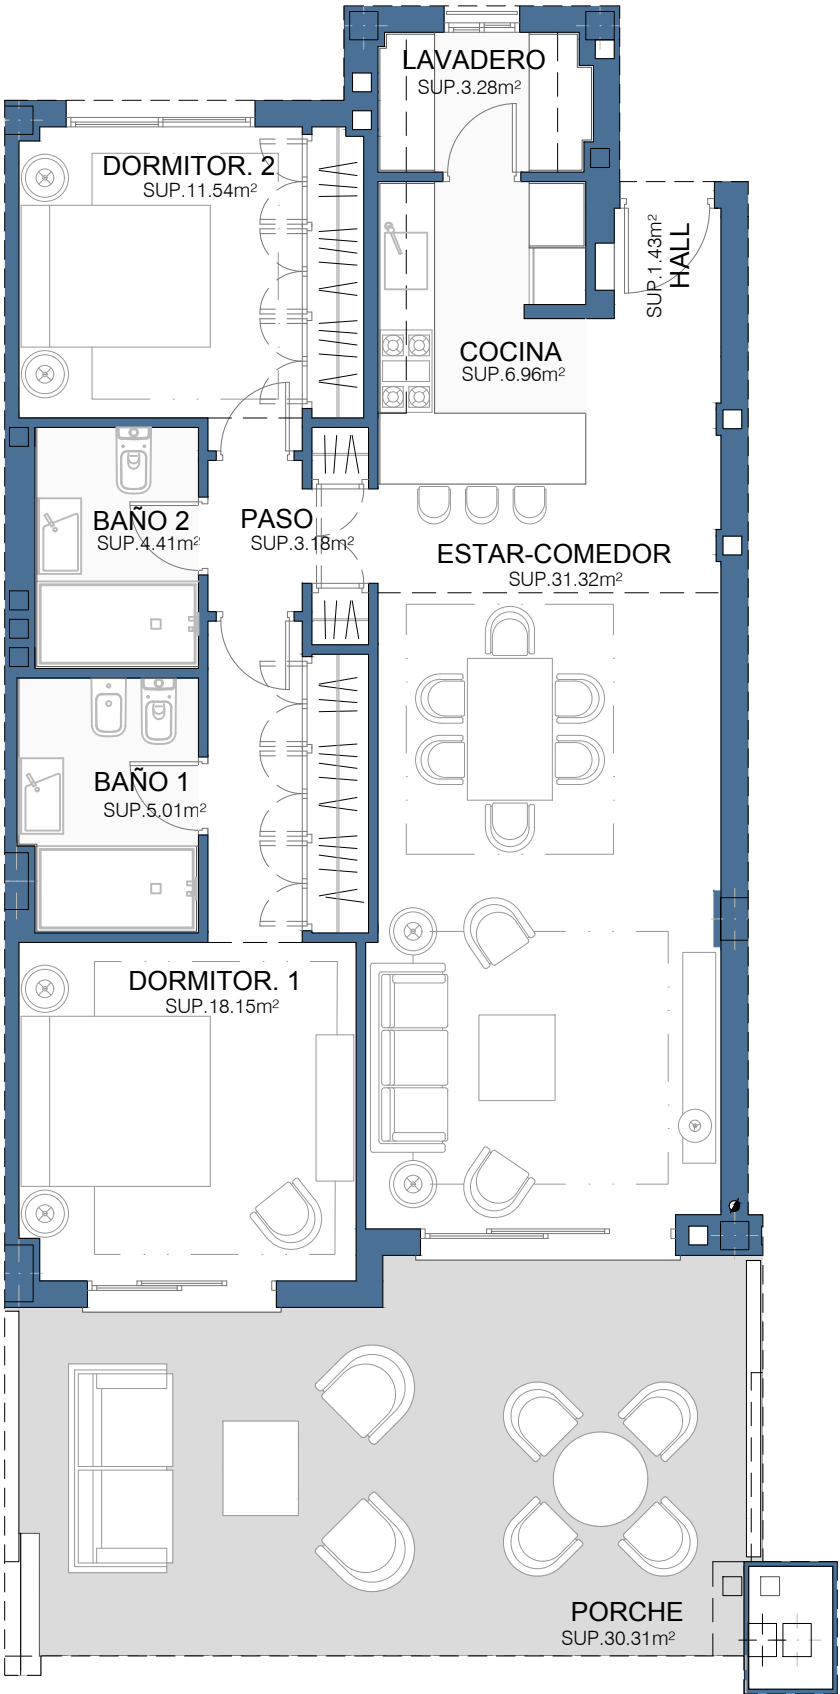 LAVADERO
SUP.3.28m²
DORMITOR. 2
SUP.11.54m²
HALL
SUP.1.43m²
COCINA
SUP.6.96m²
BAÑO 2
SUP.4.41m²
PASO
SUP.3.18m²
ESTAR-COMEDOR
SUP.31.32m²
BAÑO 1
SUP.5.01m²
DORMITOR. 1
SUP.18.15m²
PORCHE
SUP.30.31m²